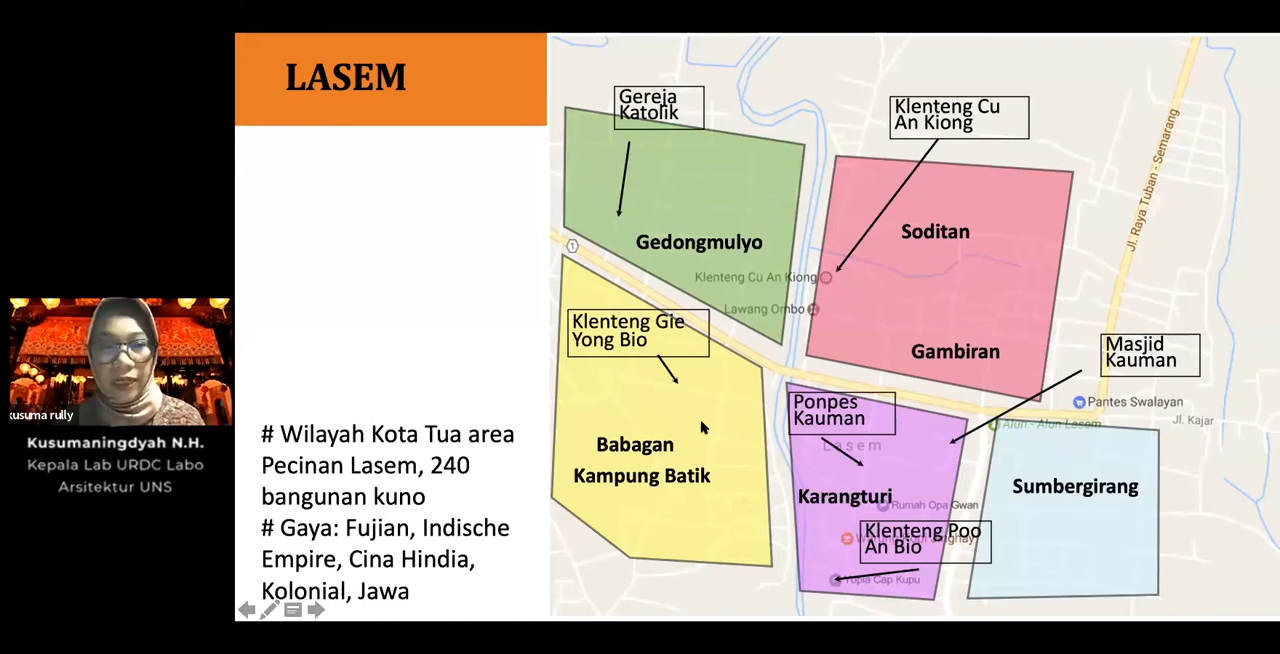 LASEM
Gereja
Katolik
Klenteng Cu
An Kiong
Jl. Raya Tuban - Semarang
Soditan
Gedongmulyo
1
Klenteng Cu An Kiong
Lawang Ombo
Klenteng Gie
Yong Bio
Gambiran
Masjid
Kauman
Ponpes
Kauman
Pantes Swalayan
Jl. Kajar
Alun - Alun Lasem
Lasem
Babagan
Kampung Batik
Karangturi
Rumah Opa Gwan
Sumbergirang
Klenteng Poo
An Bio
Yopia Cap Kupu
# Wilayah Kota Tua area
Pecinan Lasem, 240
bangunan kuno
# Gaya: Fujian, Indische
Empire, Cina Hindia,
Kolonial, Jawa
kusuma rully
Kusumaningdyah N.H.
Kepala Lab URDC Labo
Arsitektur UNS